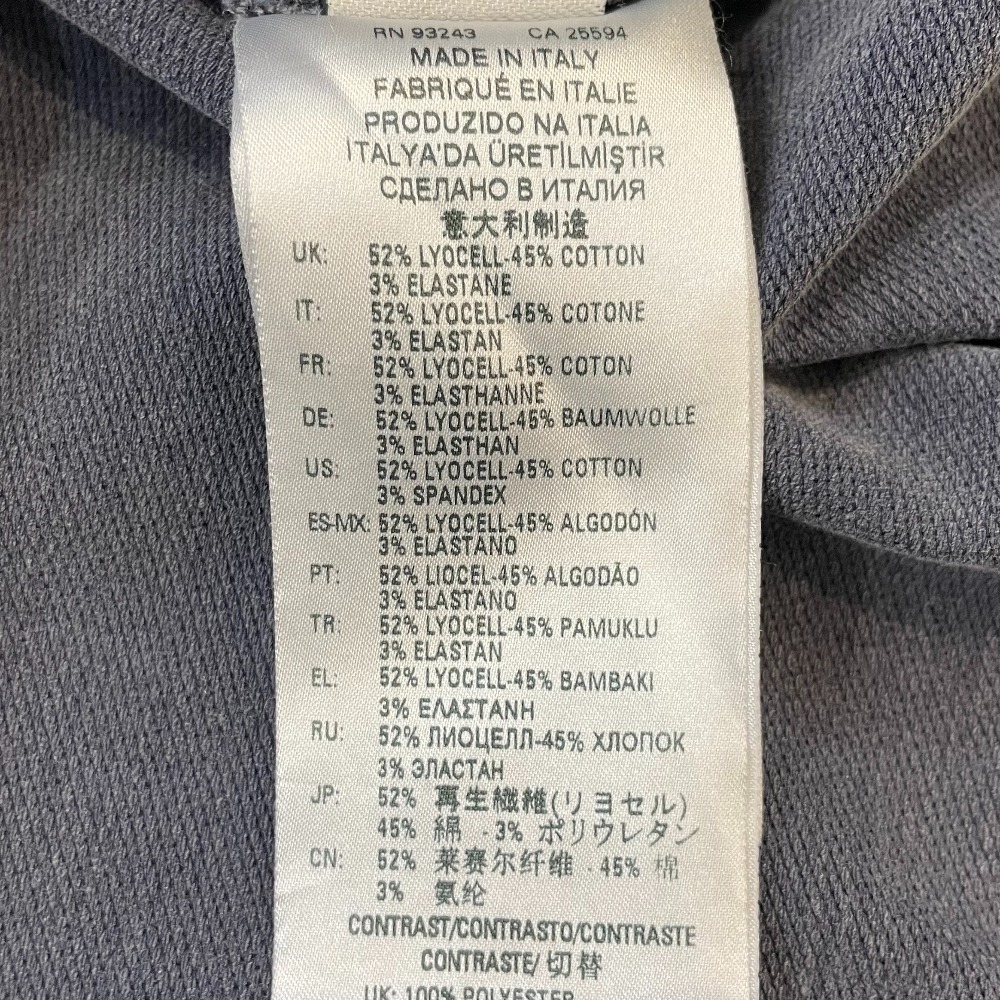 RN 93243 CA 25594
MADE IN ITALY
FABRIQUÉ EN ITALIE
PRODUZIDO NA ITALIA
İTALYA'DA ÜRETİLMİŞTİR
СДЕЛАНО В ИТАЛИЯ
意大利制造
UK: 52% LYOCELL-45% COTTON
3% ELASTANE
IT: 52% LYOCELL-45% COTONE
3% ELASTAN
FR: 52% LYOCELL-45% COTON
3% ELASTHANNE
DE: 52% LYOCELL-45% BAUMWOLLE
3% ELASTHAN
US: 52% LYOCELL-45% COTTON
3% SPANDEX
ES-MX: 52% LYOCELL-45% ALGODÓN
3% ELASTANO
PT: 52% LIOCEL-45% ALGODÃO
3% ELASTANO
TR: 52% LYOCELL-45% PAMUKLU
3% ELASTAN
EL: 52% LYOCELL-45% BAMBAKI
3% ΕΛΑΣΤΑΝΗ
RU: 52% ЛИОЦЕЛЛ-45% ХЛОПОК
3% ЭЛАСТАН
JP: 52% 再生繊維(リヨセル)
45% 綿 - 3% ポリウレタン
CN: 52% 莱赛尔纤维 - 45% 棉
3% 氨纶
CONTRAST/CONTRASTO/CONTRASTE
CONTRASTE/切替
UK: 100% POLYESTER